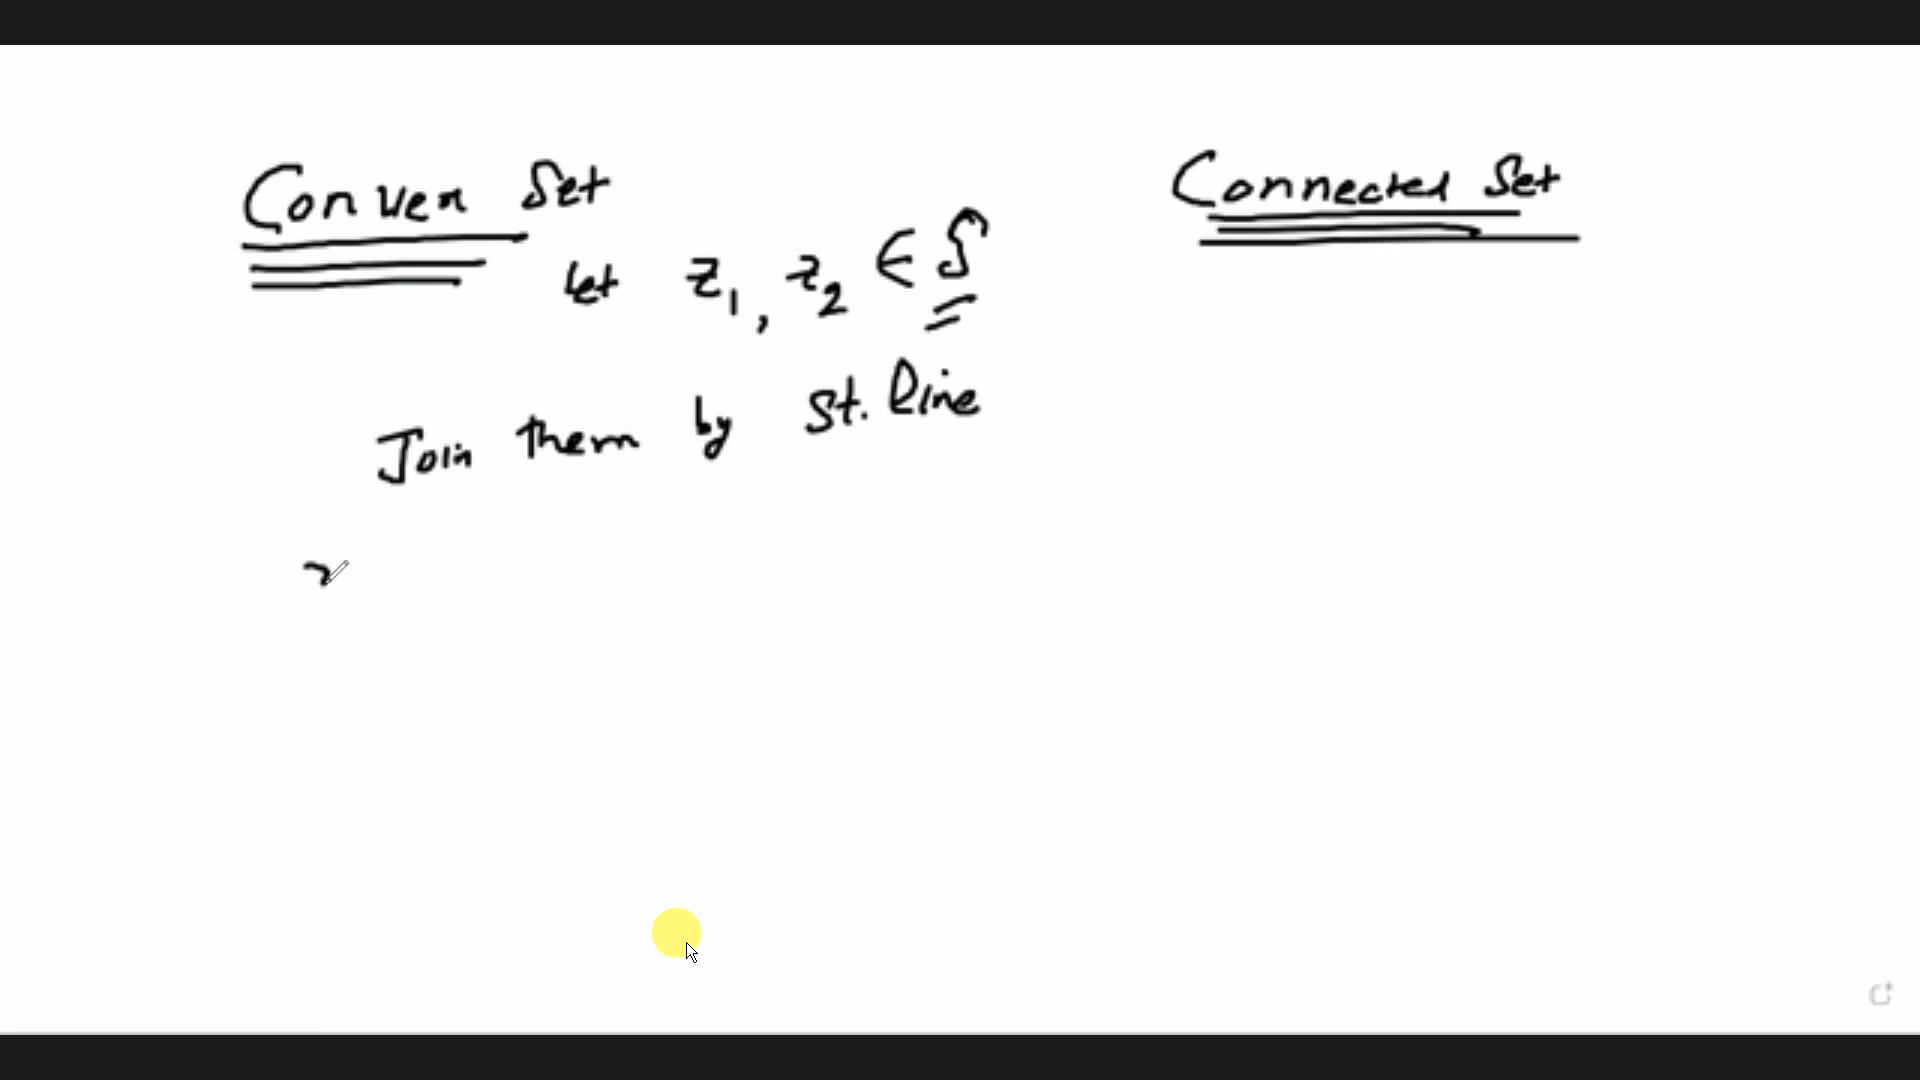 Convex Set
let z1, z2 ∈ S
Join them by st. line
Connected Set